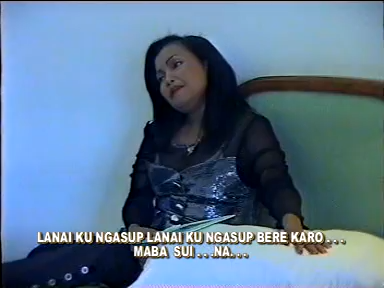 LANAI KU NGASUP LANAI KU NGASUP BERE KARO . . .
MABA SUI . . .NA. . .